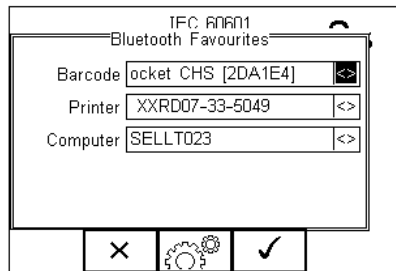 IEC 60601
Bluetooth Favourites
Barcode ocket CHS [2DA1E4] <>
Printer XXRD07-33-5049 <>
Computer SELLT023 <>